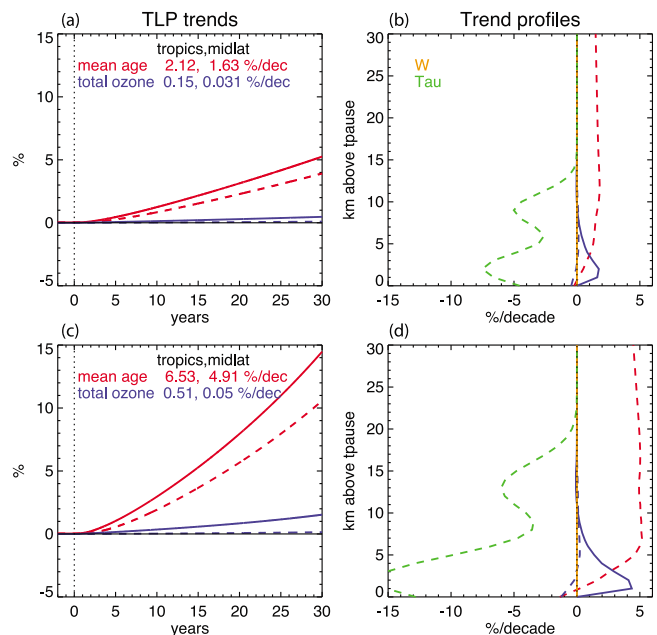 TLP trends
Trend profiles
(a)
(b)
tropics,midlat
mean age 2.12, 1.63 %/dec
total ozone 0.15, 0.031 %/dec
W
Tau
15
10
5
0
-5
%
0 5 10 15 20 25 30
years
30
25
20
15
10
5
0
km above tpause
-15 -10 -5 0 5
%/decade
(c)
(d)
tropics,midlat
mean age 6.53, 4.91 %/dec
total ozone 0.51, 0.05 %/dec
15
10
5
0
-5
%
0 5 10 15 20 25 30
years
30
25
20
15
10
5
0
km above tpause
-15 -10 -5 0 5
%/decade